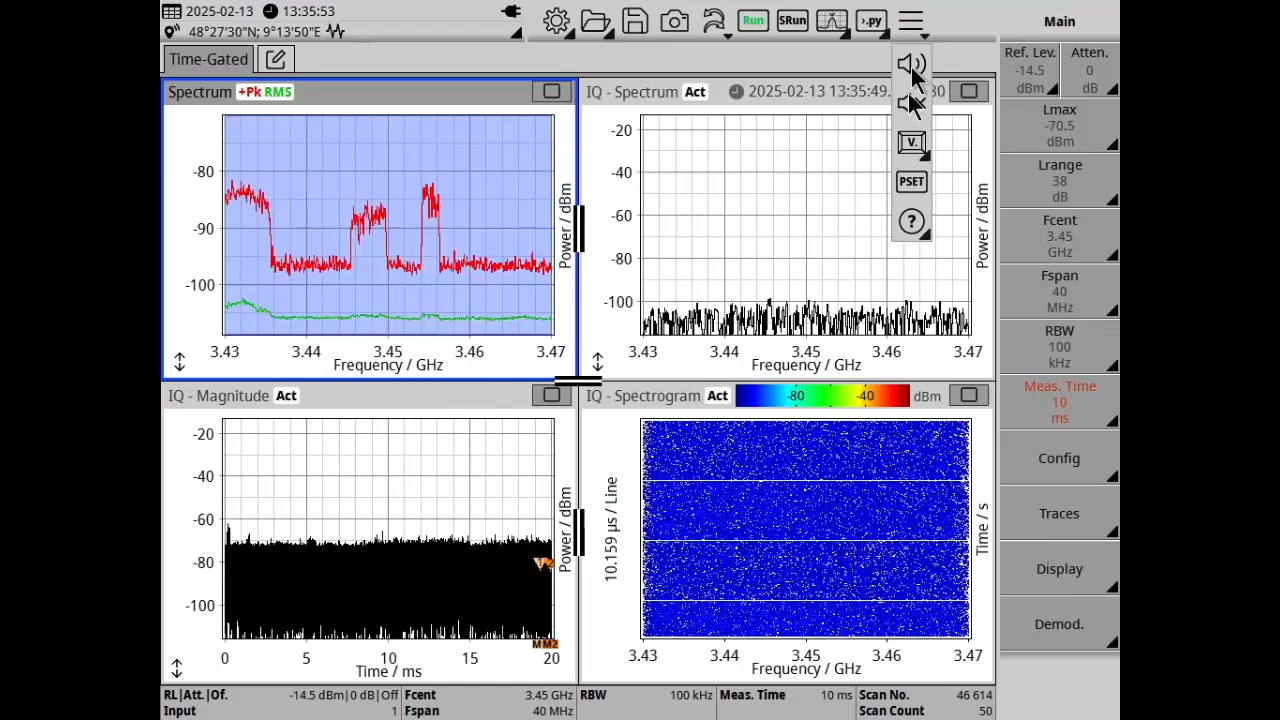 2025-02-13 13:35:53
48°27'30"N; 9°13'50"E
Run SRun ›.py
Main
Time-Gated
V.
PSET
?
Spectrum +Pk RMS
-80
-90
-100
Power / dBm
3.43 3.44 3.45 3.46 3.47
Frequency / GHz
IQ - Spectrum Act 2025-02-13 13:35:49. 80
-20
-40
-60
-80
-100
Power / dBm
3.43 3.44 3.45 3.46 3.47
Frequency / GHz
IQ - Magnitude Act
-20
-40
-60
-80
-100
Power / dBm
M M2
0 5 10 15 20
Time / ms
IQ - Spectrogram Act -80 -40 dBm
10.159 µs / Line
Time / s
3.43 3.44 3.45 3.46 3.47
Frequency / GHz
Ref. Lev. Atten.
-14.5 0
dBm dB
Lmax
-70.5
dBm
Lrange
38
dB
Fcent
3.45
GHz
Fspan
40
MHz
RBW
100
kHz
Meas. Time
10
ms
Config
Traces
Display
Demod.
RL|Att.|Of. -14.5 dBm|0 dB|Off Fcent 3.45 GHz RBW 100 kHz Meas. Time 10 ms Scan No. 46 614
Input 1 Fspan 40 MHz Scan Count 50